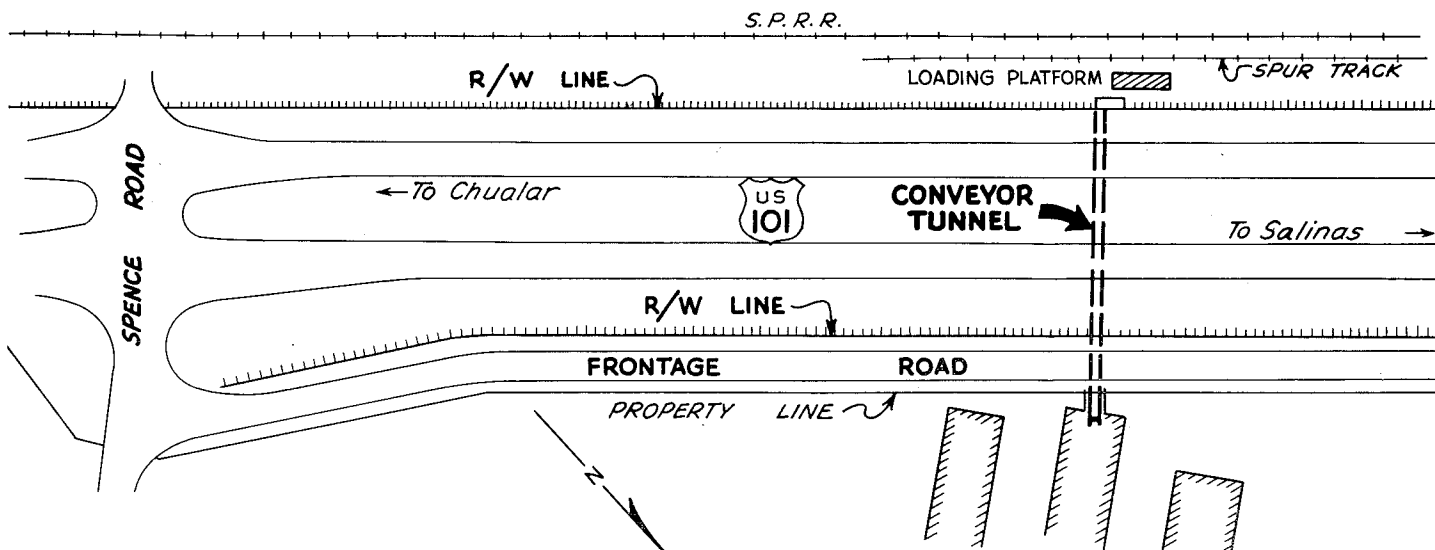 S.P.R.R.
R/W LINE
LOADING PLATFORM
SPUR TRACK
SPENCE ROAD
←To Chualar
US
101
CONVEYOR
TUNNEL
To Salinas →
R/W LINE
FRONTAGE ROAD
PROPERTY LINE
N